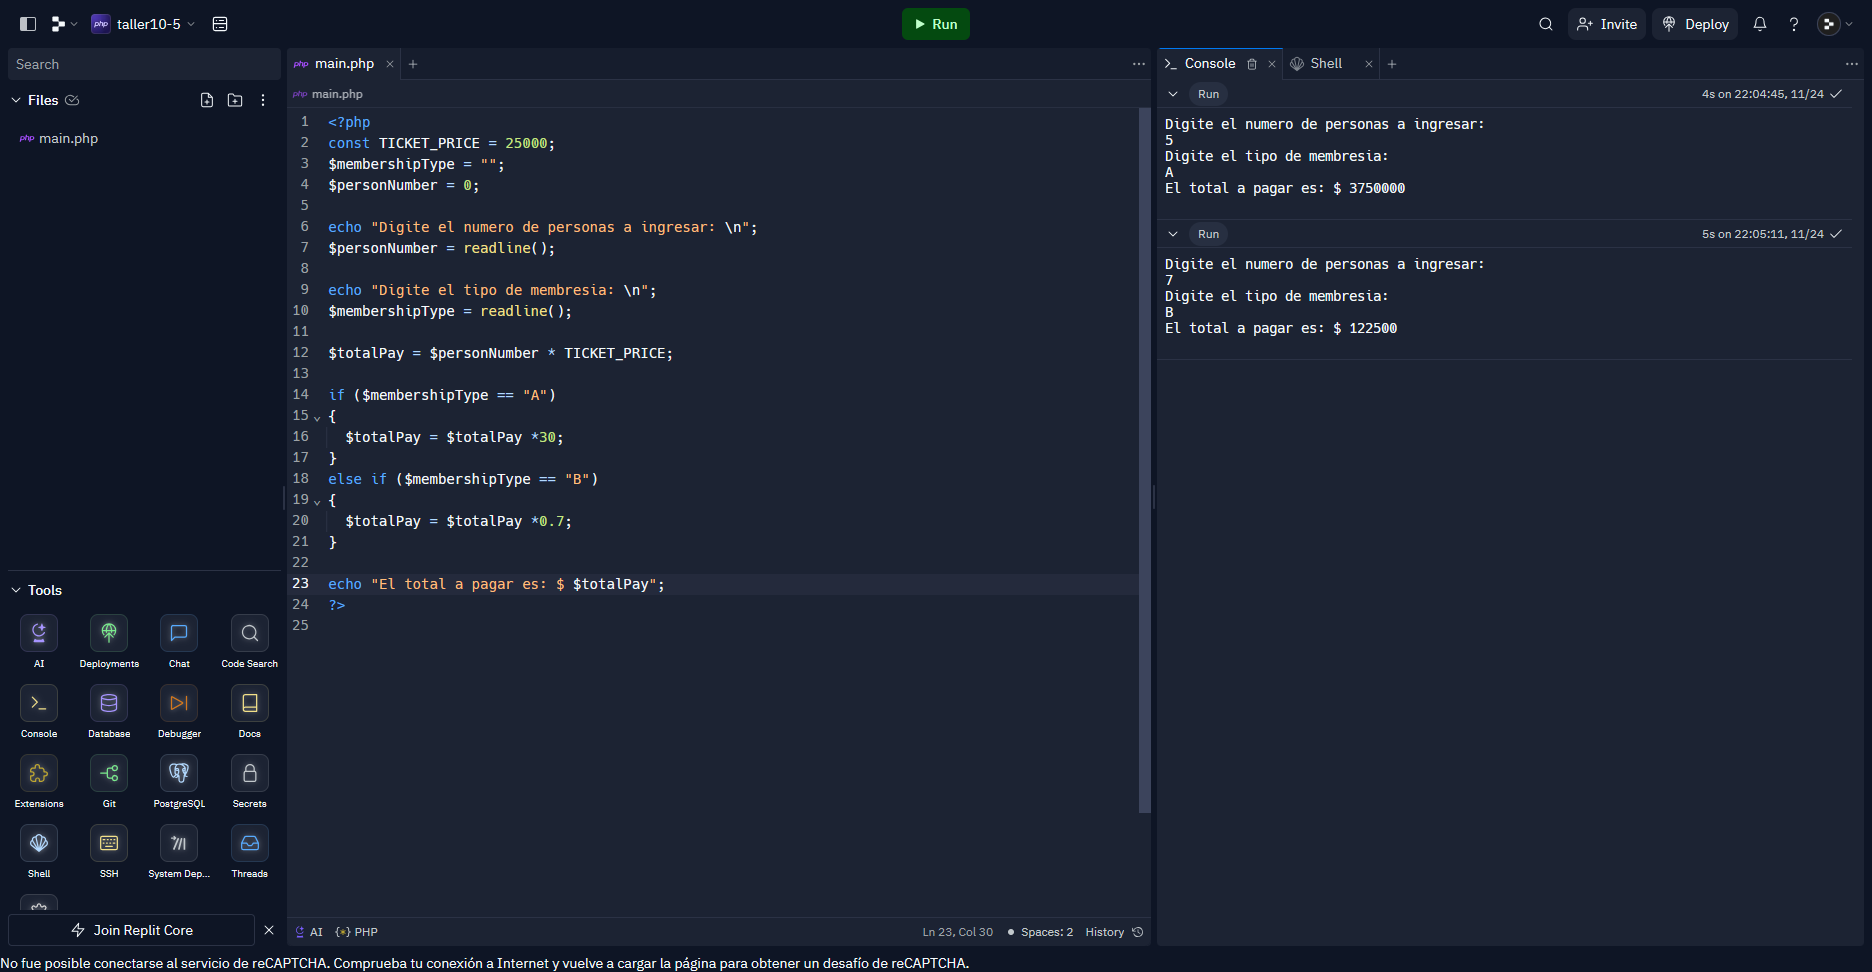 php taller10-5
Run
Invite
Deploy
Search
Files
php main.php
Tools
AI
Deployments
Chat
Code Search
Console
Database
Debugger
Docs
Extensions
Git
PostgreSQL
Secrets
Shell
SSH
System Dep...
Threads
Join Replit Core
php main.php
php main.php
1 <?php
2 const TICKET_PRICE = 25000;
3 $membershipType = "";
4 $personNumber = 0;
5
6 echo "Digite el numero de personas a ingresar: \n";
7 $personNumber = readline();
8
9 echo "Digite el tipo de membresia: \n";
10 $membershipType = readline();
11
12 $totalPay = $personNumber * TICKET_PRICE;
13
14 if ($membershipType == "A")
15 {
16 $totalPay = $totalPay *30;
17 }
18 else if ($membershipType == "B")
19 {
20 $totalPay = $totalPay *0.7;
21 }
22
23 echo "El total a pagar es: $ $totalPay";
24 ?>
25
AI {*} PHP
Ln 23, Col 30 ● Spaces: 2 History
Console
Shell
Run
4s on 22:04:45, 11/24
Digite el numero de personas a ingresar:
5
Digite el tipo de membresia:
A
El total a pagar es: $ 3750000
Run
5s on 22:05:11, 11/24
Digite el numero de personas a ingresar:
7
Digite el tipo de membresia:
B
El total a pagar es: $ 122500
No fue posible conectarse al servicio de reCAPTCHA. Comprueba tu conexión a Internet y vuelve a cargar la página para obtener un desafío de reCAPTCHA.